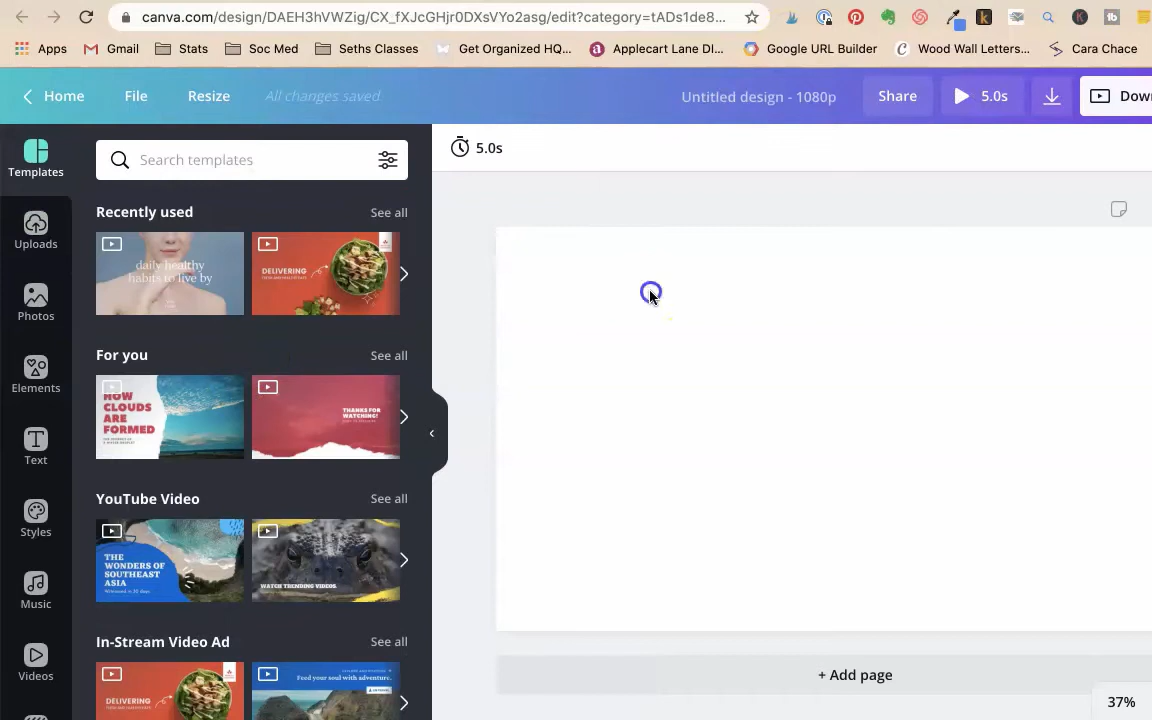 canva.com/design/DAEH3hVWZig/CX_fXJcGHjr0DXsVYo2asg/edit?category=tADs1de8...
Apps
Gmail
Stats
Soc Med
Seths Classes
Get Organized HQ...
Applecart Lane DI...
Google URL Builder
Wood Wall Letters...
Cara Chace
Home
File
Resize
All changes saved
Untitled design - 1080p
Share
5.0s
Dow
Templates
Search templates
5.0s
Recently used
See all
Uploads
daily healthy
habits to live by
DELIVERING
Photos
For you
See all
Elements
HOW
CLOUDS
ARE
FORMED
THANKS FOR
WATCHING!
Text
YouTube Video
See all
Styles
THE
WONDERS OF
SOUTHEAST
ASIA
WATCH TRENDING VIDEOS
Music
In-Stream Video Ad
See all
Videos
DELIVERING
Feed your soul with adventure.
+ Add page
37%